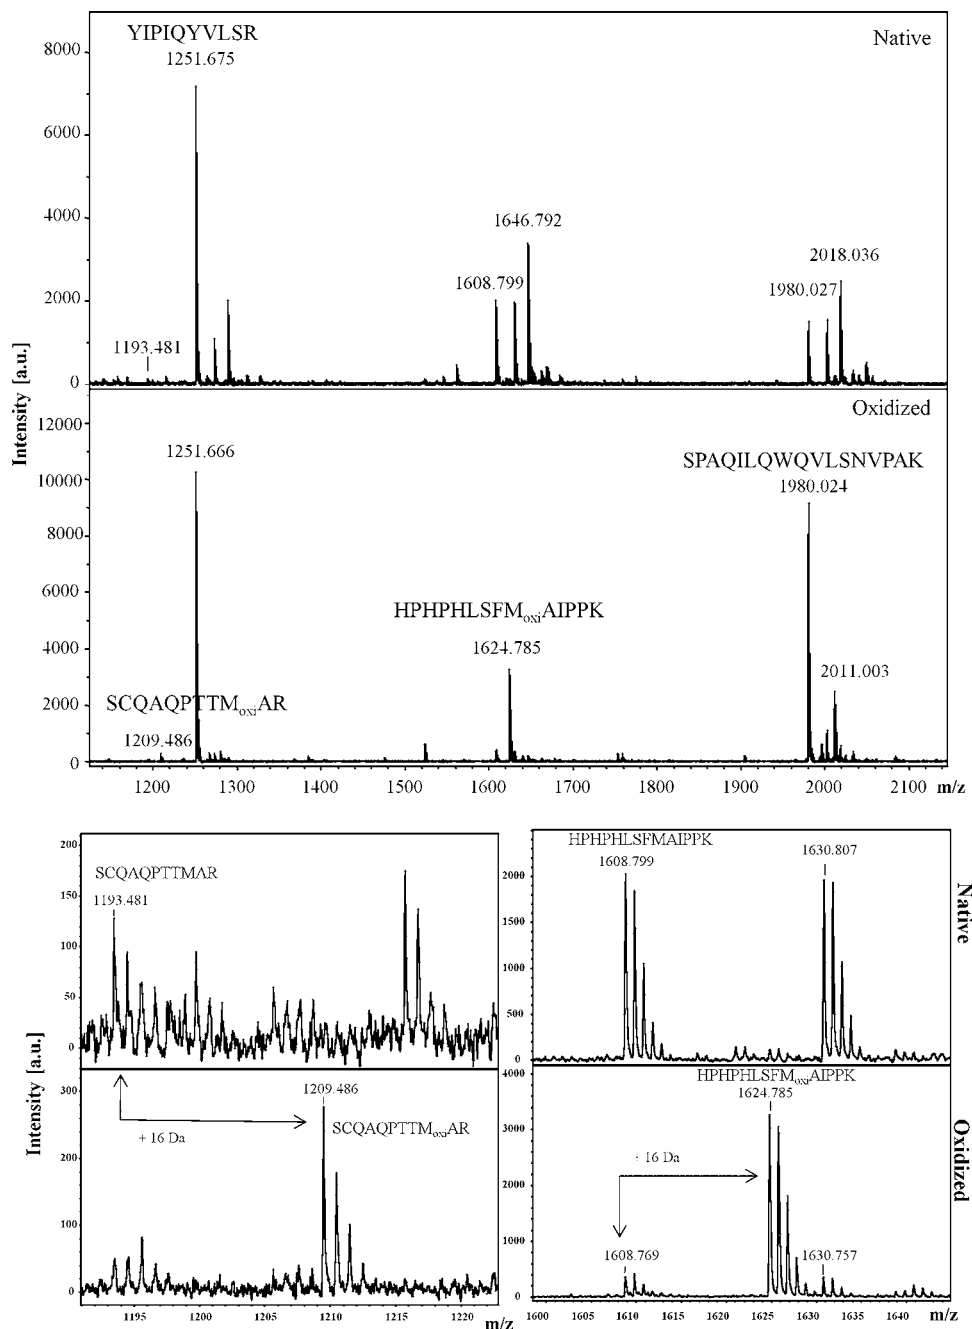 YIPIQYVLSR
1251.675
Native
8000
6000
4000
2000
0
1646.792
1608.799
2018.036
1980.027
1193.481
Intensity [a.u.]
Oxidized
12000
10000
8000
6000
4000
2000
0
1251.666
SPAQILQWQVLSNVPAK
1980.024
HPHPHLSFMoxiAIPPK
1624.785
2011.003
SCQAQPTTMoxiAR
1209.486
1200 1300 1400 1500 1600 1700 1800 1900 2000 2100 m/z
200
150
100
50
0
SCQAQPTTMAR
1193.481
300
200
100
0
Intensity [a.u.]
1209.486
SCQAQPTTMoxiAR
+ 16 Da
1195 1200 1205 1210 1215 1220
m/z
HPHPHLSFMAIPPK
1608.799
1630.807
2000
1500
1000
500
0
Native
HPHPHLSFMoxiAIPPK
1624.785
4000
3000
2000
1000
0
+ 16 Da
1608.769
1630.757
Oxidized
1600 1605 1610 1615 1620 1625 1630 1635 1640
m/z